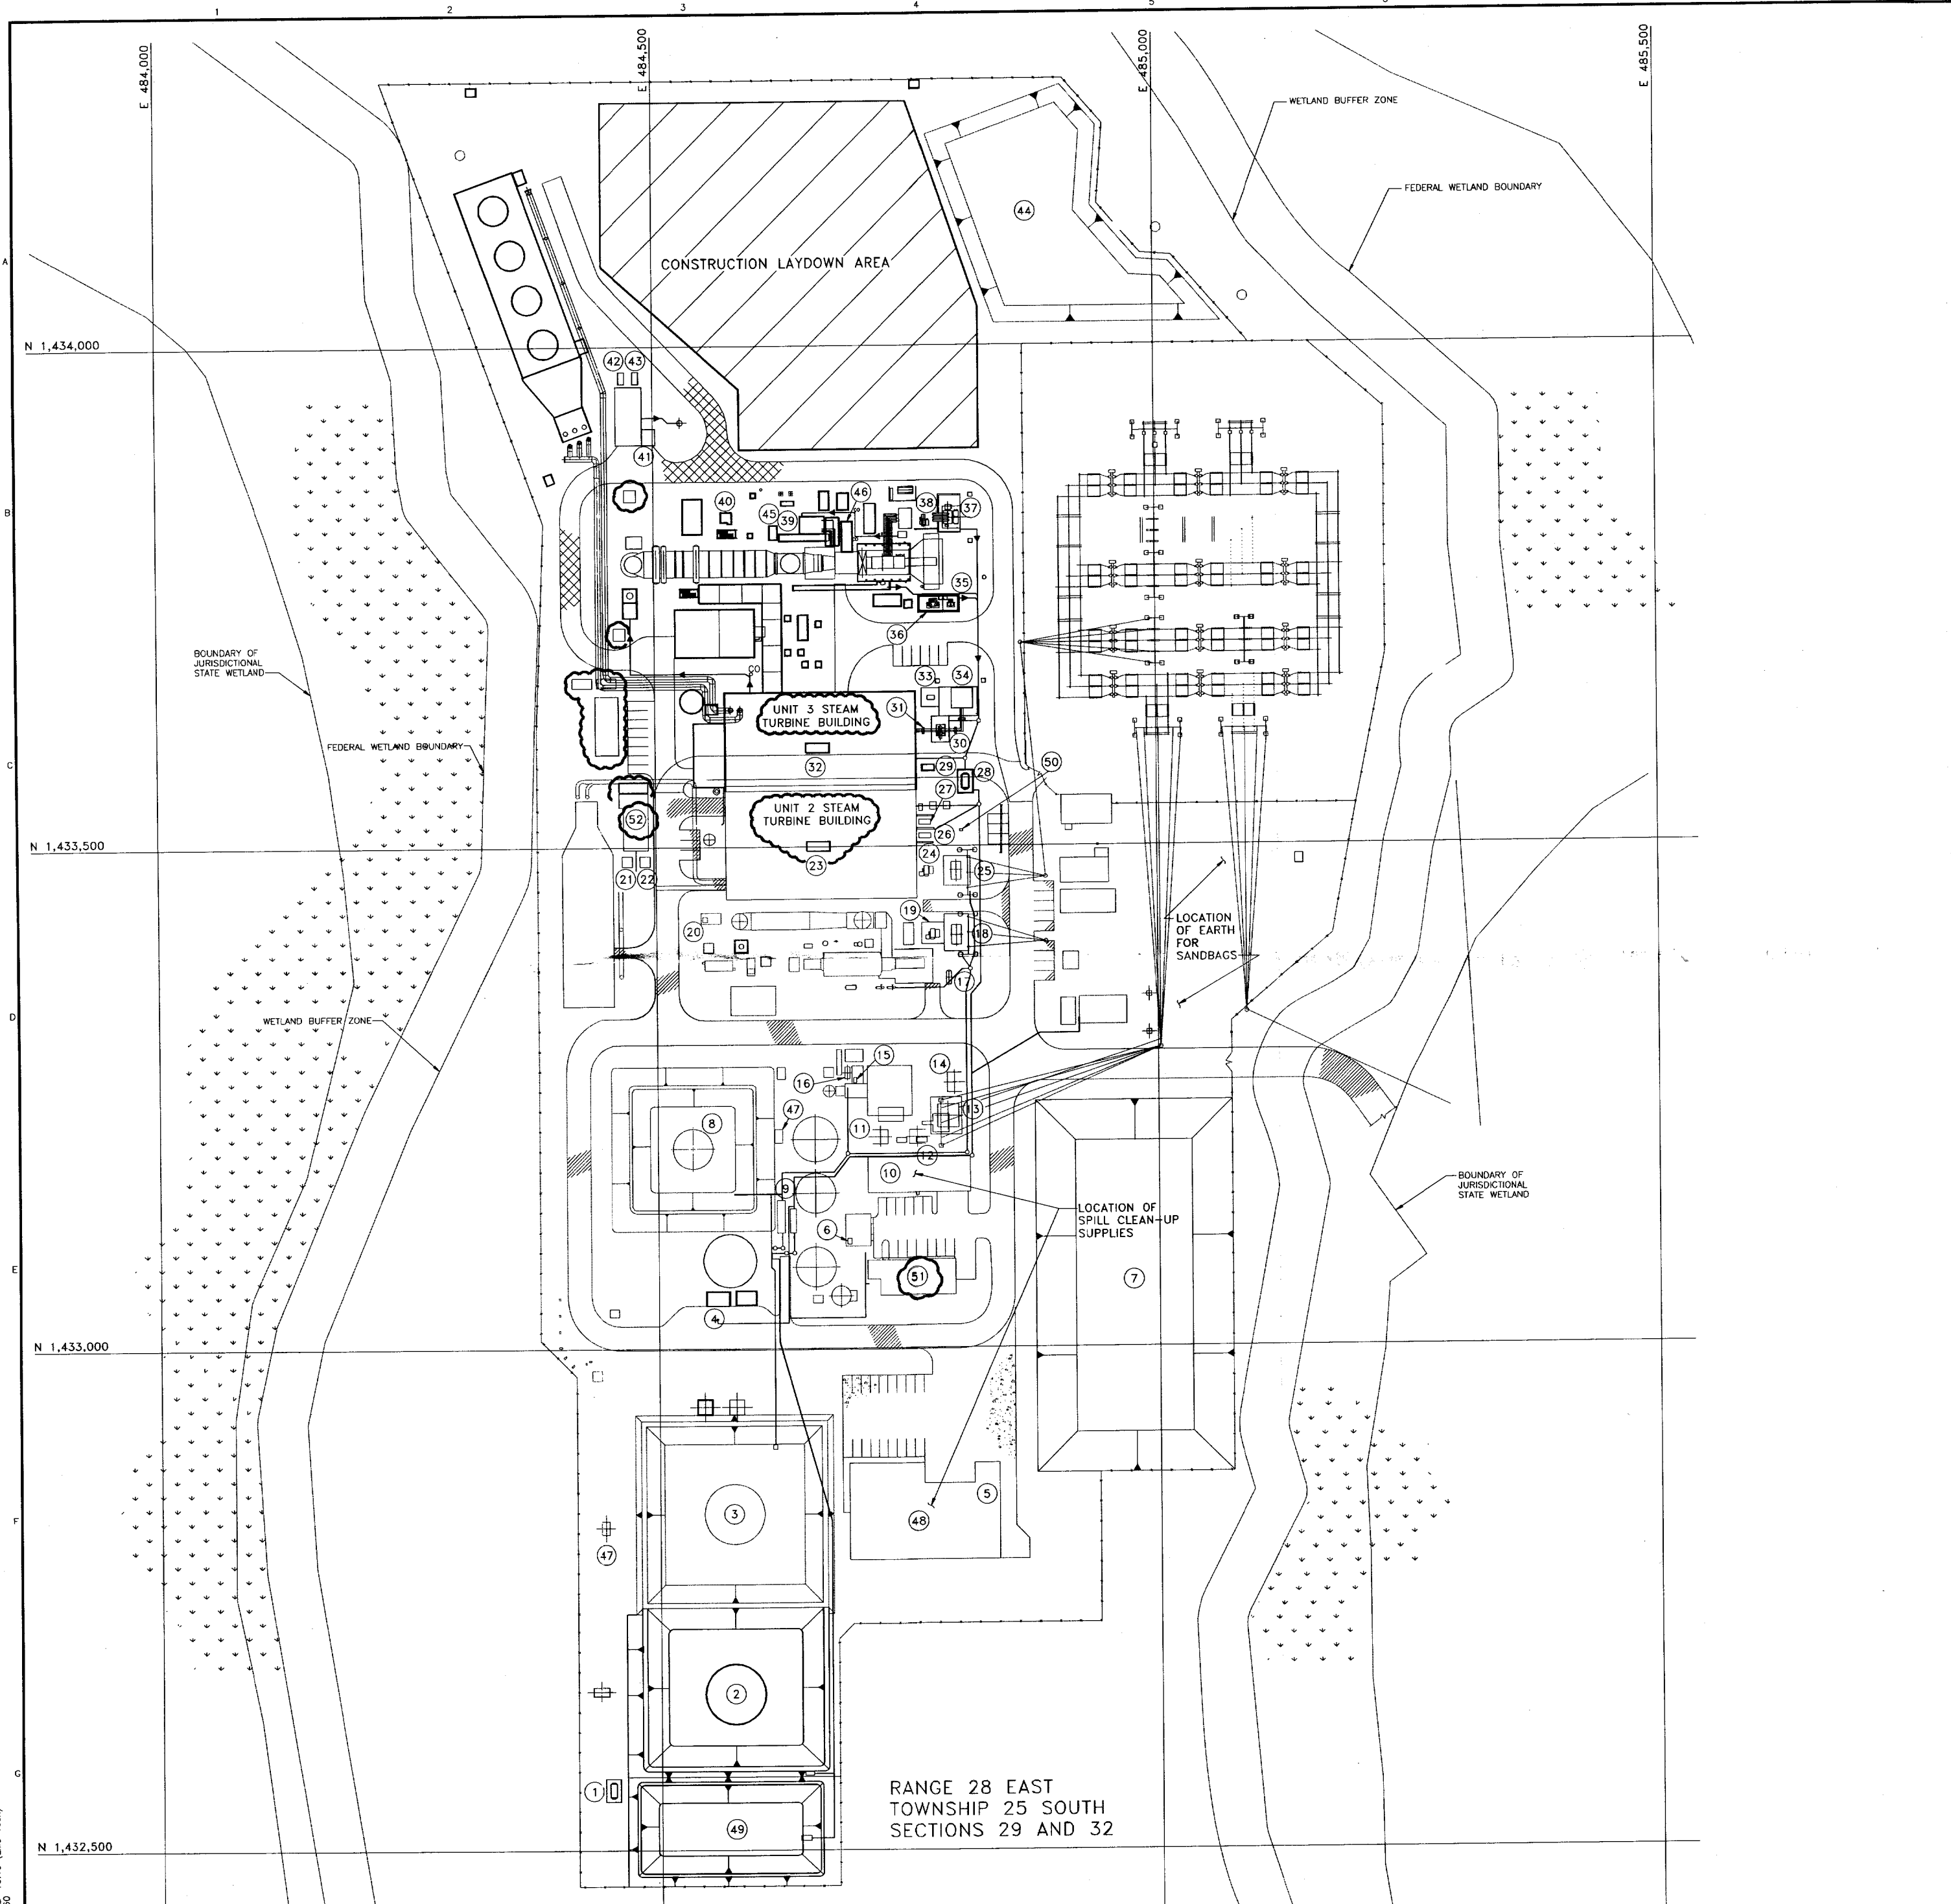 1
2
3
4
5
E 484,000
E 484,500
E 485,000
E 485,500
WETLAND BUFFER ZONE
FEDERAL WETLAND BOUNDARY
44
A
CONSTRUCTION LAYDOWN AREA
N 1,434,000
42
43
41
B
40
45
39
46
38
37
35
36
BOUNDARY OF
JURISDICTIONAL
STATE WETLAND
CO
33
34
UNIT 3 STEAM
TURBINE BUILDING
31
30
FEDERAL WETLAND BOUNDARY
C
32
29
28
50
27
UNIT 2 STEAM
TURBINE BUILDING
52
26
N 1,433,500
24
23
25
21
22
19
20
18
LOCATION
OF EARTH
FOR
SANDBAGS
17
D
WETLAND BUFFER ZONE
15
14
16
13
47
8
11
12
10
BOUNDARY OF
JURISDICTIONAL
STATE WETLAND
9
LOCATION OF
SPILL CLEAN-UP
SUPPLIES
6
E
51
7
4
N 1,433,000
5
F
3
48
47
2
G
1
RANGE 28 EAST
TOWNSHIP 25 SOUTH
SECTIONS 29 AND 32
49
N 1,432,500